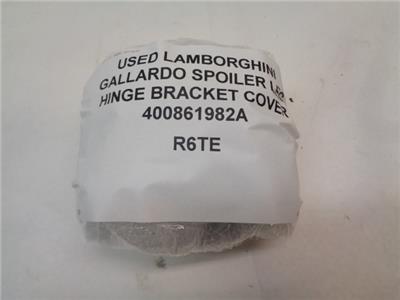 USED LAMBORGHINI
GALLARDO SPOILER
HINGE BRACKET COVER
400861982A
R6TE